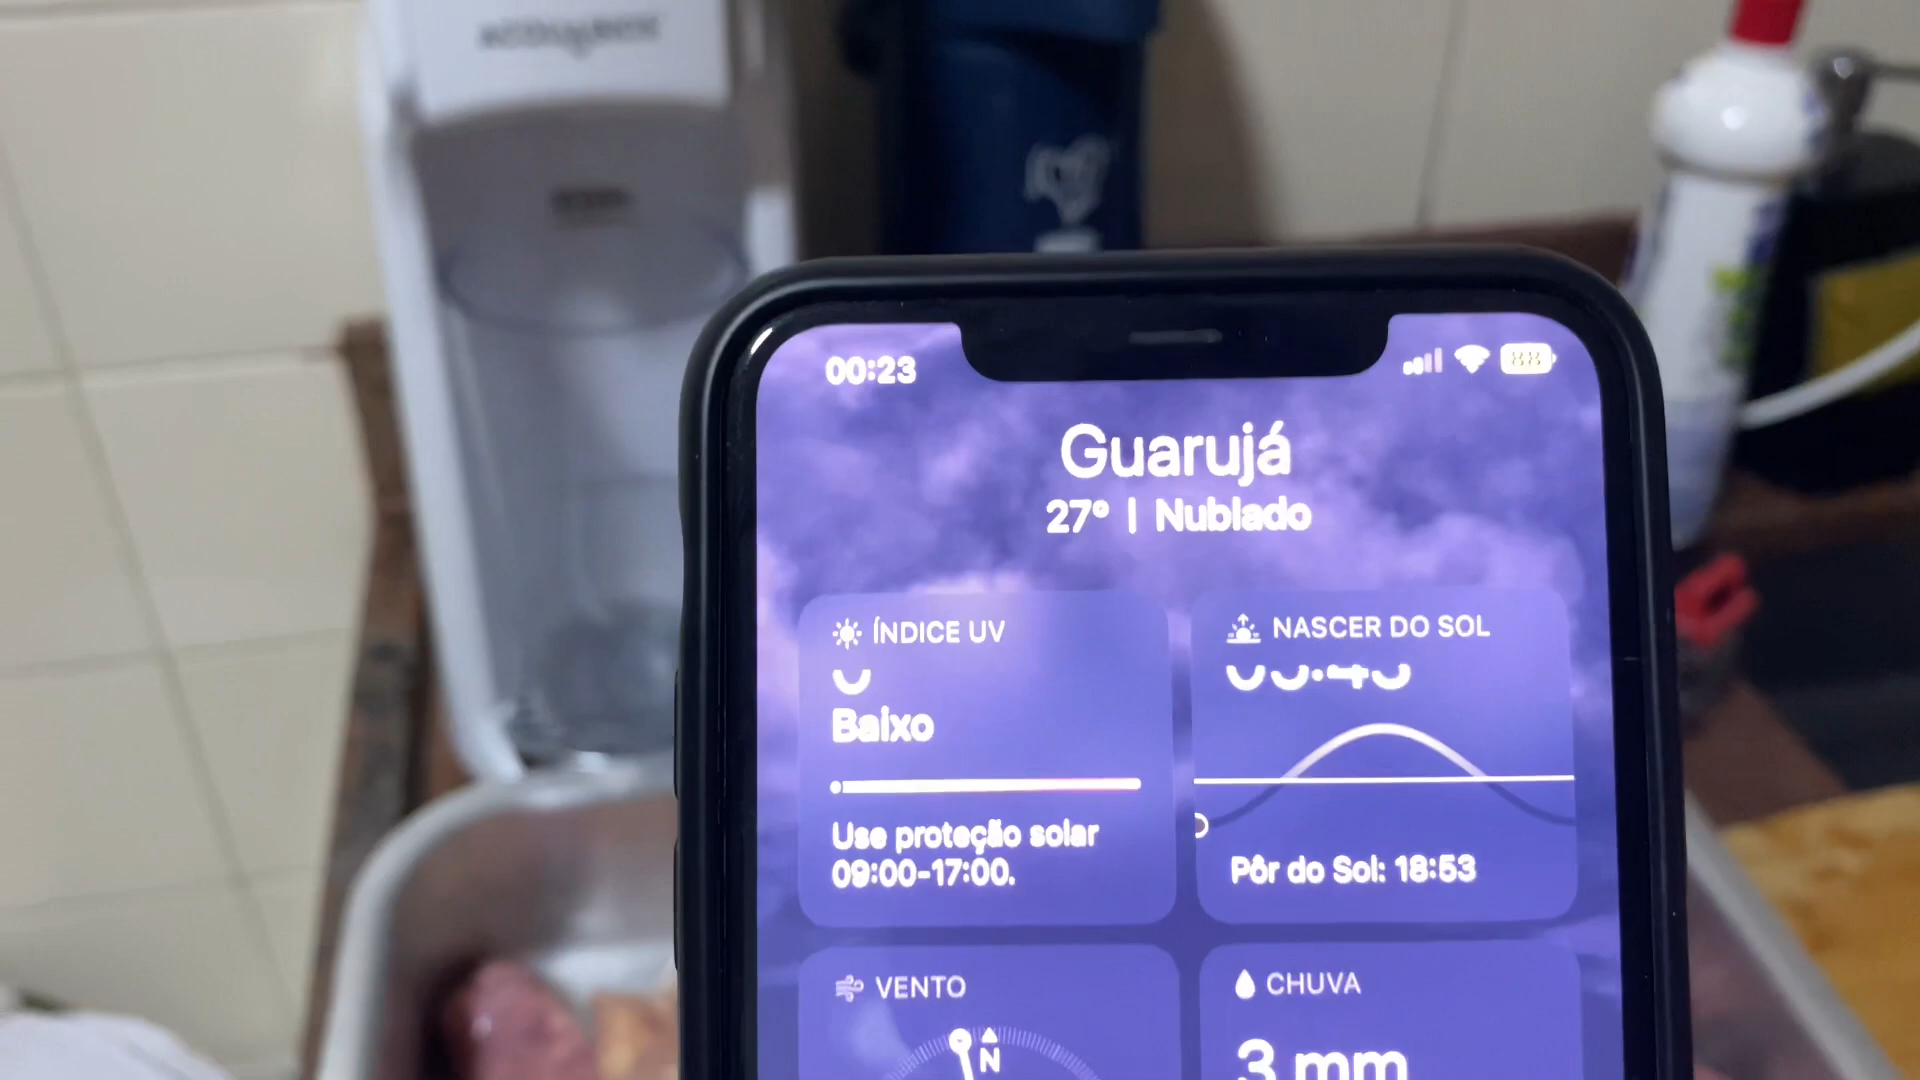 00:23
Guarujá
27° | Nublado
ÍNDICE UV
Baixo
Use proteção solar
09:00-17:00.
NASCER DO SOL
Pôr do Sol: 18:53
VENTO
N
CHUVA
3 mm